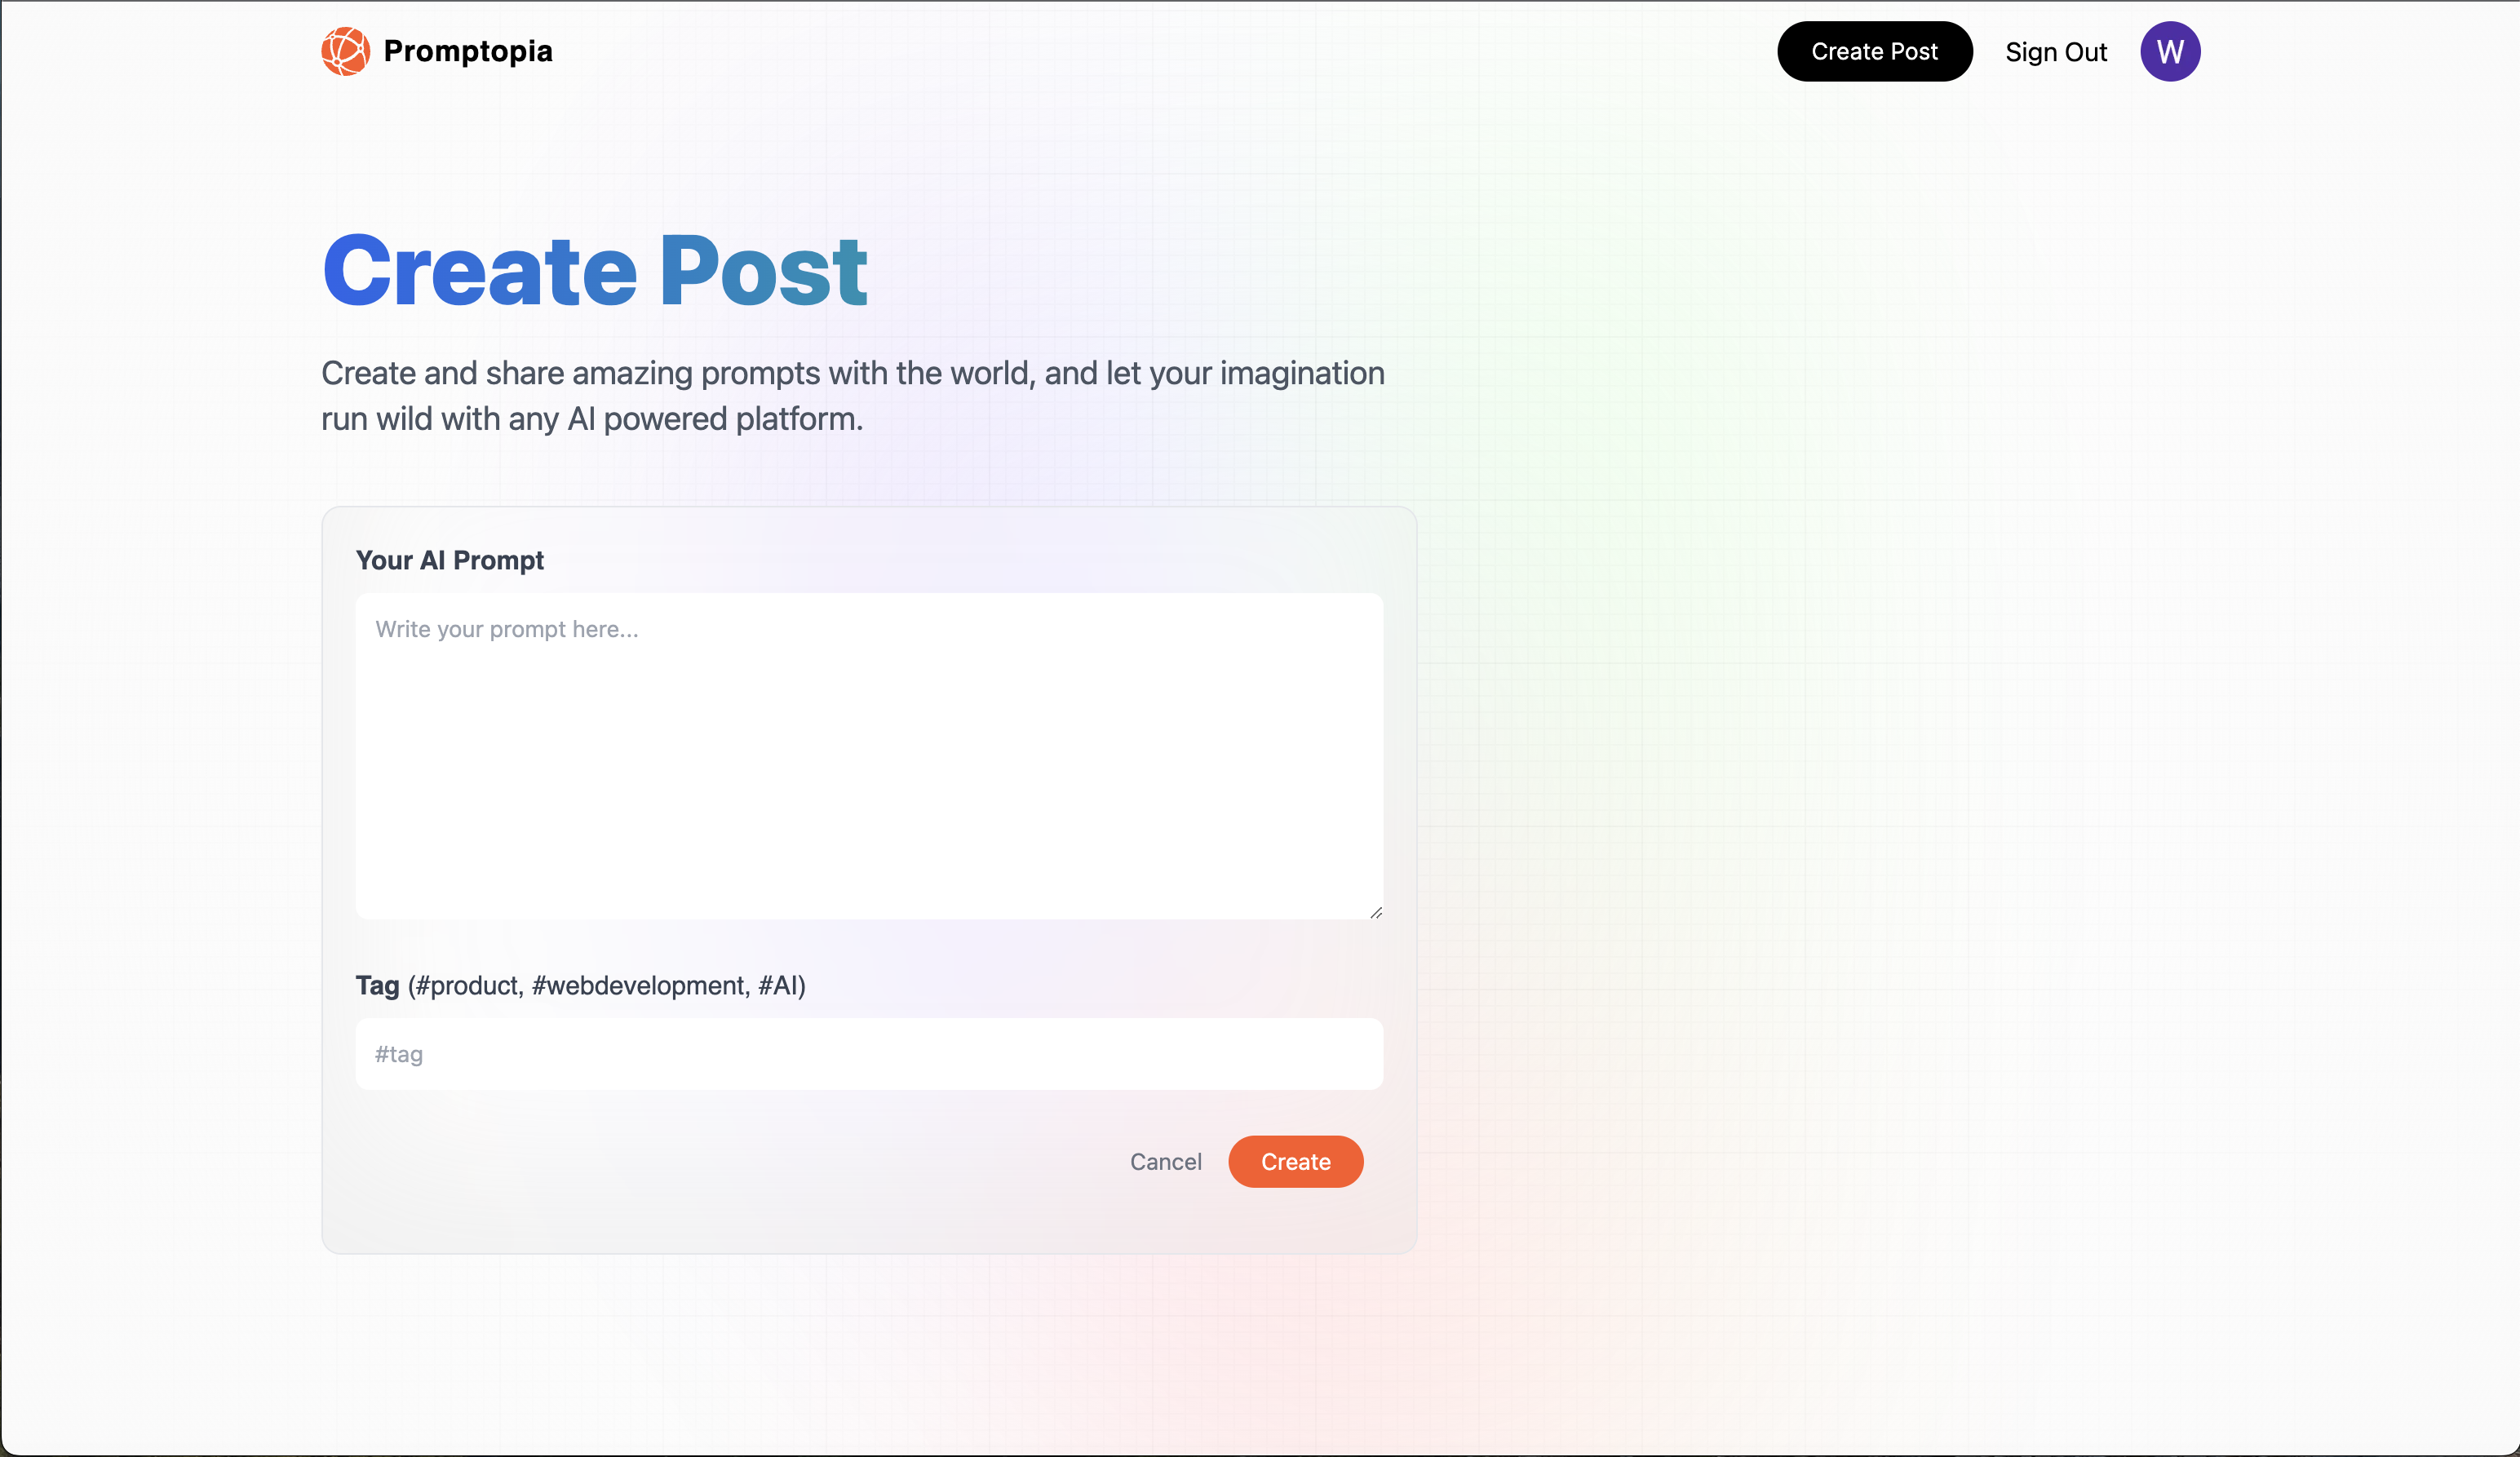 Promptopia
Create Post
Sign Out
W
Create Post
Create and share amazing prompts with the world, and let your imagination
run wild with any AI powered platform.
Your AI Prompt
Write your prompt here...
Tag (#product, #webdevelopment, #AI)
#tag
Cancel
Create